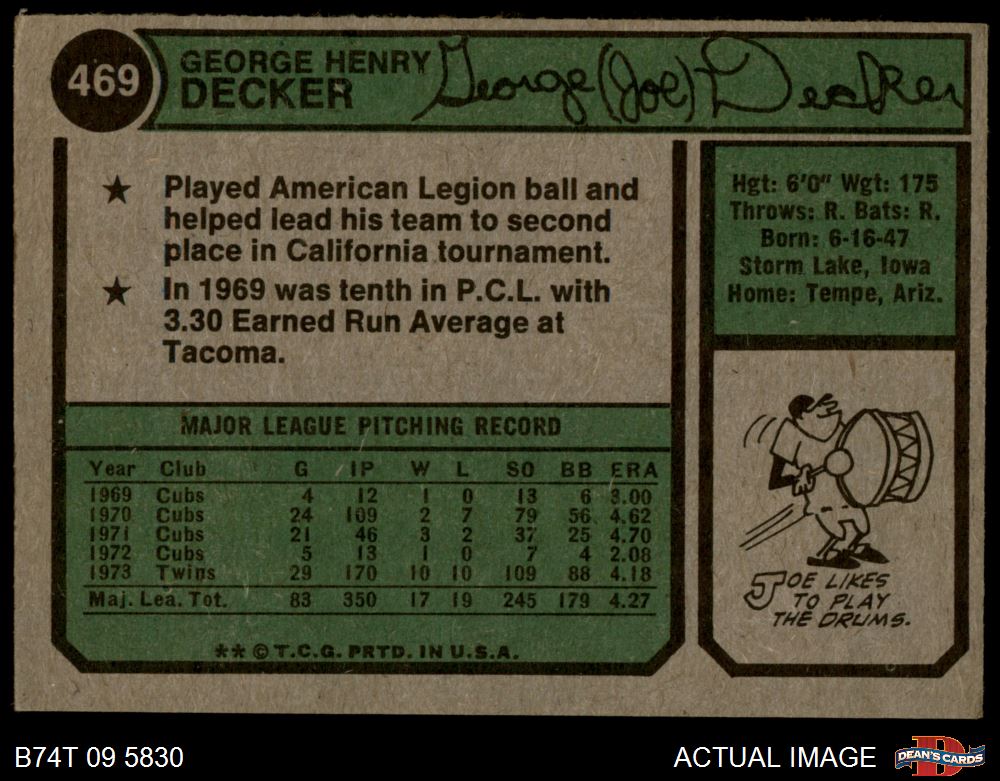 469
GEORGE HENRY
DECKER
George (Joe) Decker
★ Played American Legion ball and
helped lead his team to second
place in California tournament.
★ In 1969 was tenth in P.C.L. with
3.30 Earned Run Average at
Tacoma.
Hgt: 6'0" Wgt: 175
Throws: R. Bats: R.
Born: 6-16-47
Storm Lake, Iowa
Home: Tempe, Ariz.
MAJOR LEAGUE PITCHING RECORD
Year Club G IP W L SO BB ERA
1969 Cubs 4 12 1 0 13 6 3.00
1970 Cubs 24 109 2 7 79 56 4.62
1971 Cubs 21 46 3 2 37 25 4.70
1972 Cubs 5 13 1 0 7 4 2.08
1973 Twins 29 170 10 10 109 88 4.18
Maj. Lea. Tot. 83 350 17 19 245 179 4.27
** © T.C.G. PRTD. IN U.S.A.
JOE LIKES
TO PLAY
THE DRUMS.
B74T 09 5830
ACTUAL IMAGE
D
DEAN'S CARDS